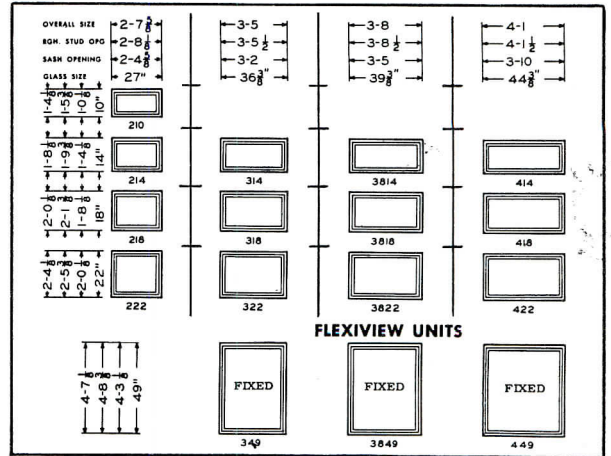 OVERALL SIZE 2-7 5/8 3-5 3-8 4-1
RGH. STUD OPG 2-8 1/8 3-5 1/2 3-8 1/2 4-1 1/2
SASH OPENING 2-4 5/8 3-2 3-5 3-10
GLASS SIZE 27" 36 3/8" 39 3/8" 44 3/8"
10"
210
14"
214 314 3814 414
18"
218 318 3818 418
22"
222 322 3822 422
FLEXIVIEW UNITS
49"
FIXED FIXED FIXED
349 3849 449